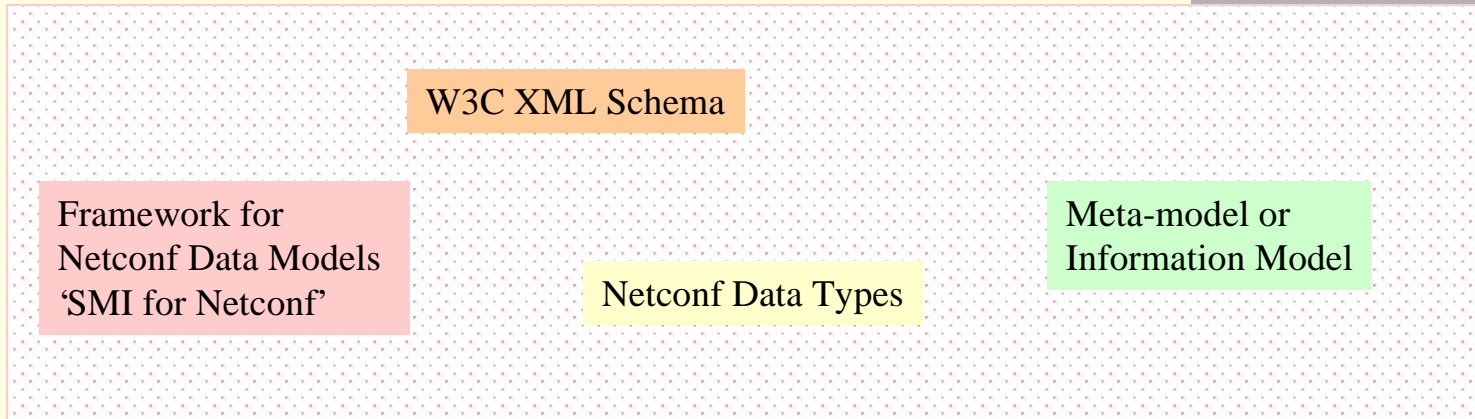 W3C XML Schema
Framework for
Netconf Data Models
‘SMI for Netconf’
Netconf Data Types
Meta-model or
Information Model